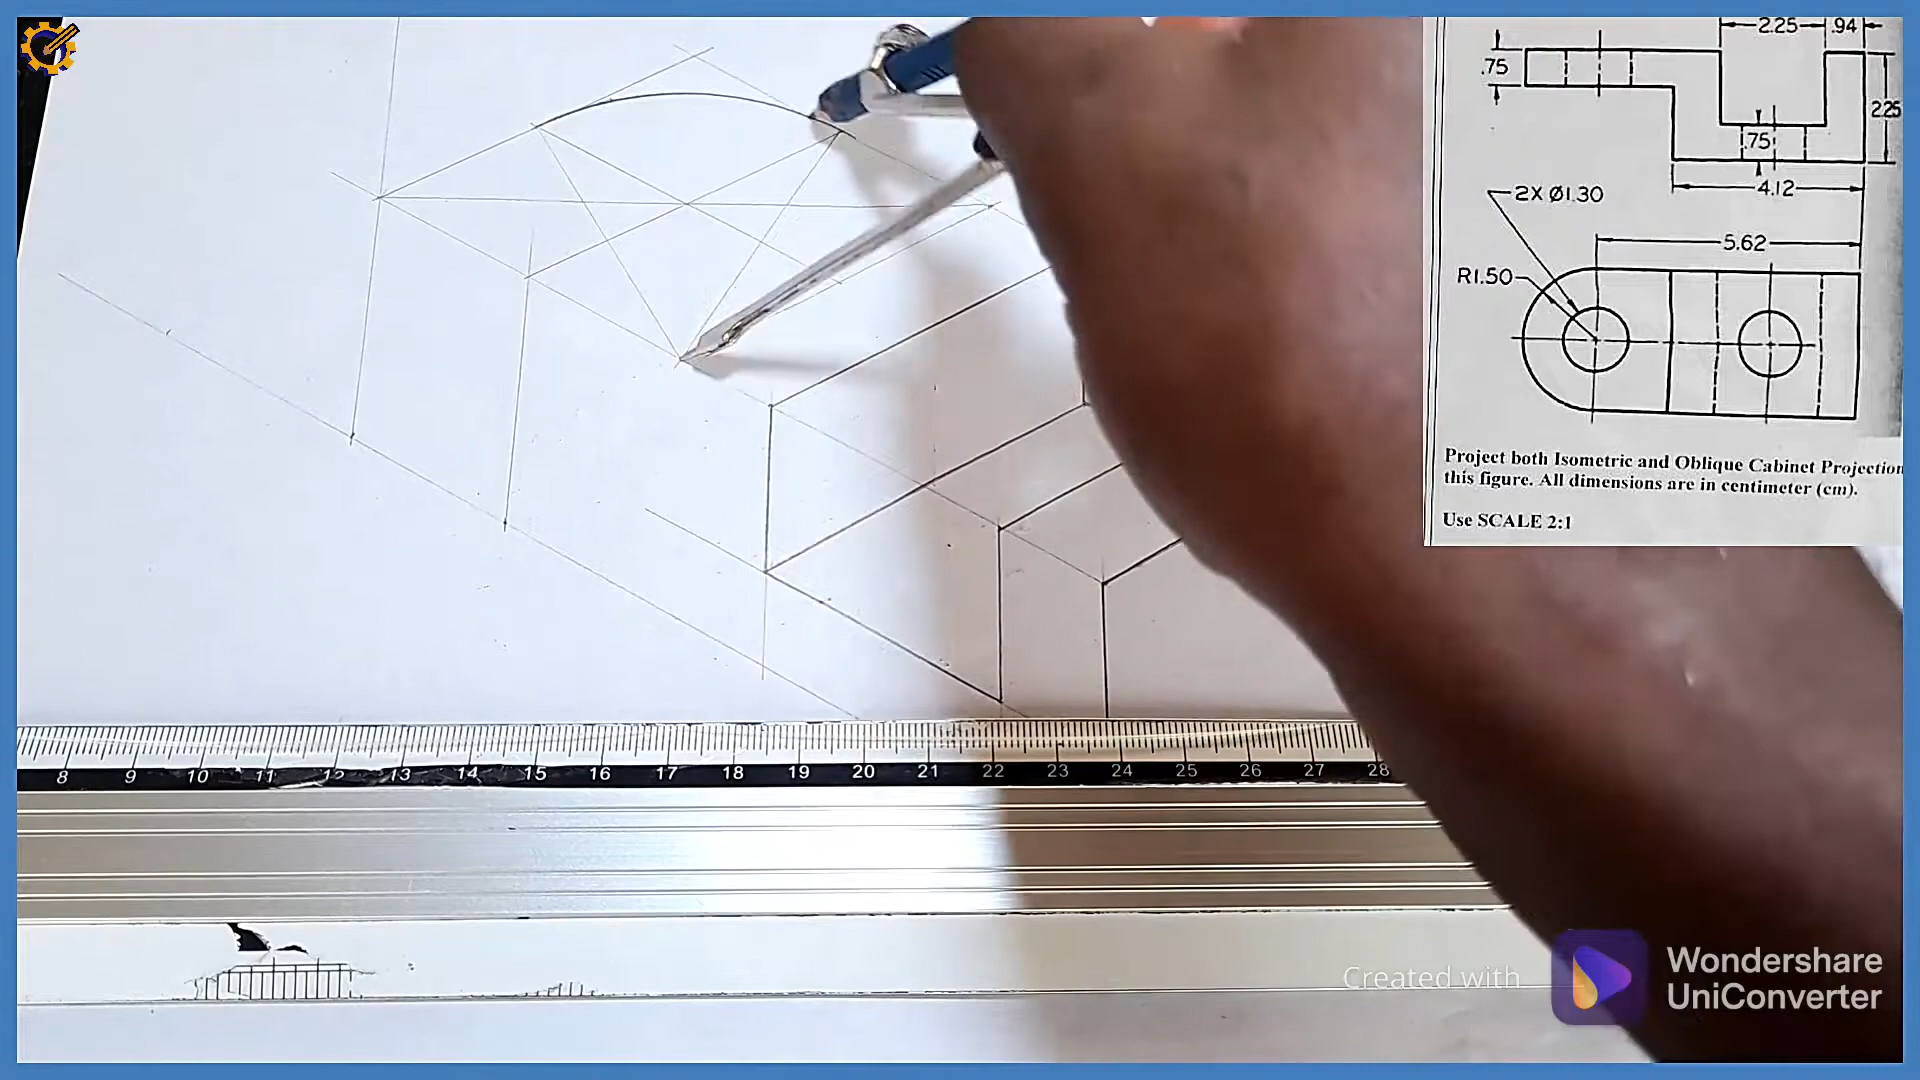 2.25
.94
.75
2.25
.75
4.12
2X Ø1.30
5.62
R1.50
Project both Isometric and Oblique Cabinet Projection
this figure. All dimensions are in centimeter (cm).
Use SCALE 2:1
8 9 10 11 12 13 14 15 16 17 18 19 20 21 22 23 24 25 26 27 28
Created with
Wondershare
UniConverter